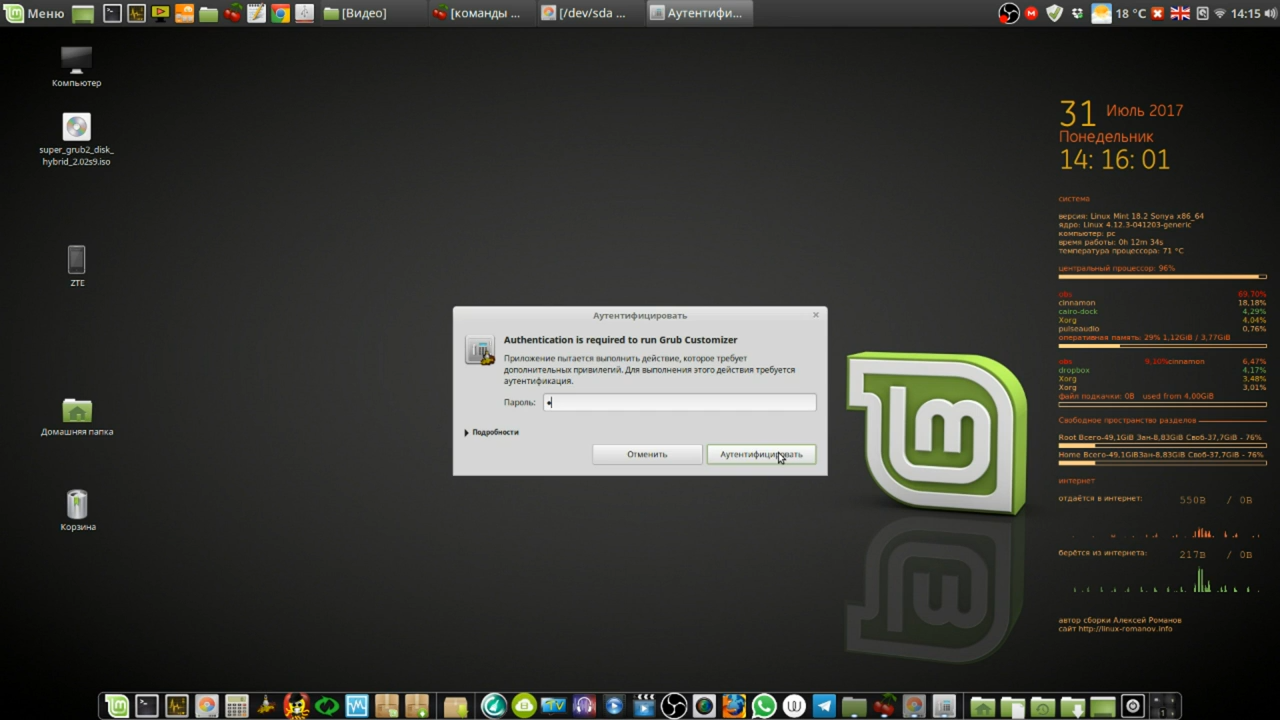 Меню
[Видео]
[команды ...
[/dev/sda ...
Аутентифи...
18 °C
14:15
Компьютер
super_grub2_disk_
hybrid_2.02s9.iso
ZTE
Домашняя папка
Корзина
Аутентифицировать
Authentication is required to run Grub Customizer
Приложение пытается выполнить действие, которое требует
дополнительных привилегий. Для выполнения этого действия требуется
аутентификация.
Пароль:
Подробности
Отменить
Аутентифицировать
31 Июль 2017
Понедельник
14: 16: 01
система
версия: Linux Mint 18.2 Sonya x86_64
ядро: Linux 4.12.3-041203-generic
компьютер: pc
время работы: 0h 12m 34s
температура процессора: 71 °C
центральный процессор: 96%
obs 69,70%
cinnamon 18,18%
cairo-dock 4,29%
Xorg 4,04%
pulseaudio 0,76%
оперативная память: 29% 1,12GiB / 3,77GiB
obs 9,20%cinnamon 6,47%
dropbox 4,17%
Xorg 3,48%
Xorg 3,01%
файл подкачки: 0B used from 4,00GiB
Свободное пространство разделов
Root Всего-49,1GiB Зан-8,83GiB Своб-37,7GiB - 76%
Home Всего-49,1GiBЗан-8,83GiB Своб-37,7GiB - 76%
интернет
отдаётся в интернет: 550B / 0B
берётся из интернета: 217B / 0B
автор сборки Алексей Романов
сайт http://linux-romanov.info